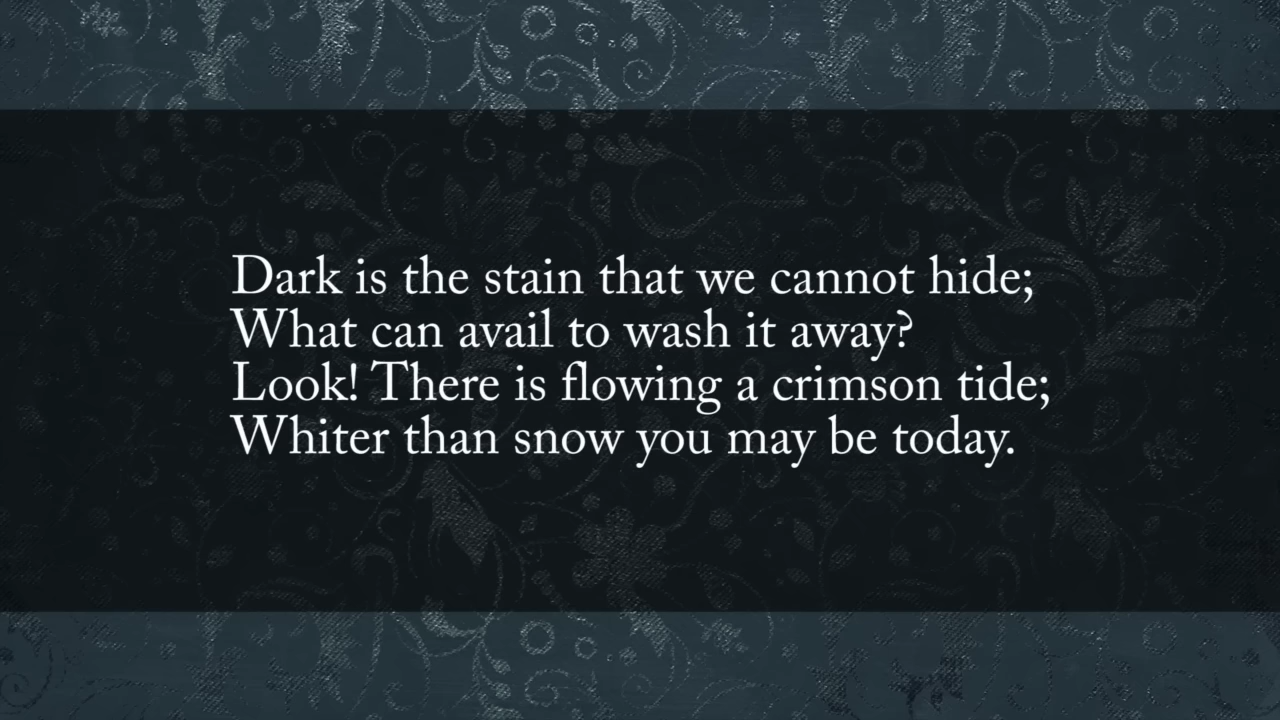 Dark is the stain that we cannot hide;
What can avail to wash it away?
Look! There is flowing a crimson tide;
Whiter than snow you may be today.